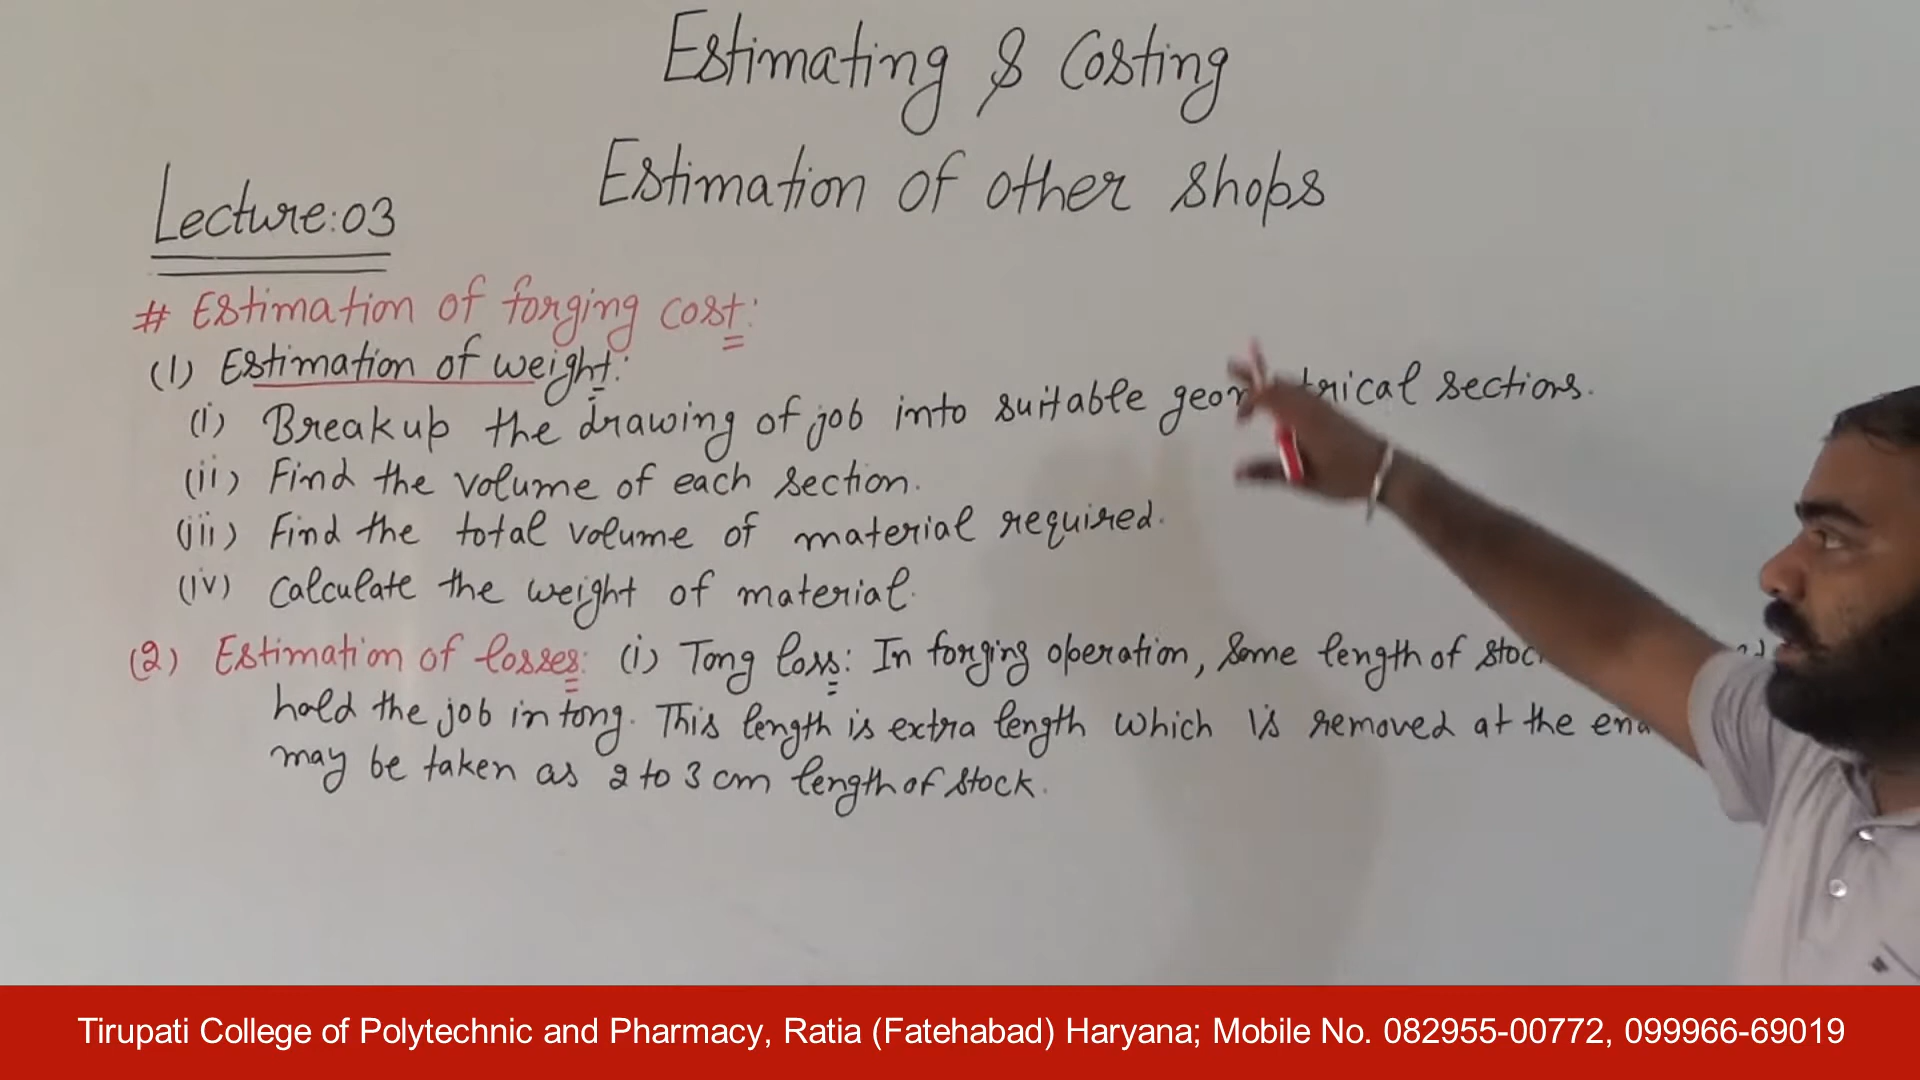 Estimating & Costing
Estimation of other shops
Lecture:03
# Estimation of forging cost:
(1) Estimation of weight:
(i) Breakup the drawing of job into suitable geometrical sections.
(ii) Find the volume of each section.
(iii) Find the total volume of material required.
(iv) Calculate the weight of material.
(2) Estimation of losses: (i) Tong loss: In forging operation, Some length of
hold the job in tong. This length is extra length which is removed at the
may be taken as 2 to 3 cm length of stock.
Tirupati College of Polytechnic and Pharmacy, Ratia (Fatehabad) Haryana; Mobile No. 082955-00772, 099966-69019